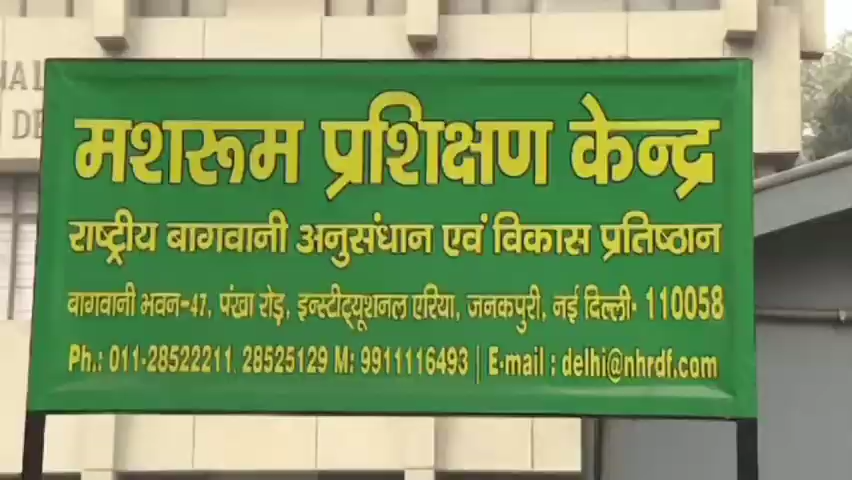 मशरूम प्रशिक्षण केन्द्र
राष्ट्रीय बागवानी अनुसंधान एवं विकास प्रतिष्ठान
बागवानी भवन-47, पंखा रोड़, इन्स्टीट्यूशनल एरिया, जनकपुरी, नई दिल्ली- 110058
Ph.: 011-28522211, 28525129 M: 9911116493 | E-mail : delhi@nhrdf.com